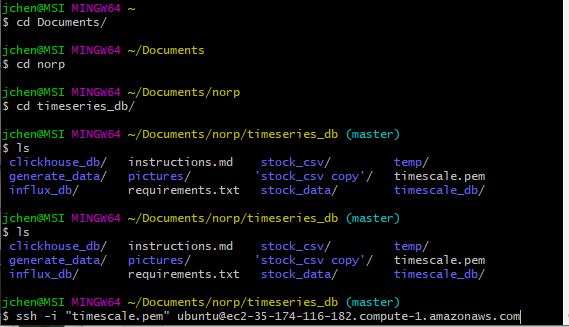 jchen@MSI MINGW64 ~
$ cd Documents/
jchen@MSI MINGW64 ~/Documents
$ cd norp
jchen@MSI MINGW64 ~/Documents/norp
$ cd timeseries_db/
jchen@MSI MINGW64 ~/Documents/norp/timeseries_db (master)
$ ls
clickhouse_db/ instructions.md stock_csv/ temp/
generate_data/ pictures/ 'stock_csv copy'/ timescale.pem
influx_db/ requirements.txt stock_data/ timescale_db/
jchen@MSI MINGW64 ~/Documents/norp/timeseries_db (master)
$ ls
clickhouse_db/ instructions.md stock_csv/ temp/
generate_data/ pictures/ 'stock_csv copy'/ timescale.pem
influx_db/ requirements.txt stock_data/ timescale_db/
jchen@MSI MINGW64 ~/Documents/norp/timeseries_db (master)
$ ssh -i "timescale.pem" ubuntu@ec2-35-174-116-182.compute-1.amazonaws.com